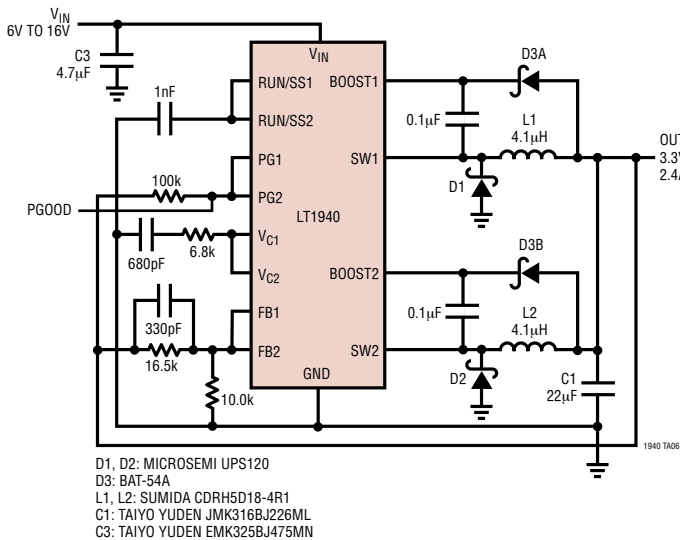 VIN
6V TO 16V
C3
4.7µF
1nF
VIN
RUN/SS1
BOOST1
RUN/SS2
PG1
SW1
PG2
LT1940
VC1
VC2
BOOST2
FB1
FB2
SW2
GND
D3A
0.1µF
L1
4.1µH
OUT
3.3V
2.4A
D1
100k
PGOOD
680pF
6.8k
330pF
16.5k
10.0k
D3B
0.1µF
L2
4.1µH
D2
C1
22µF
1940 TA06
D1, D2: MICROSEMI UPS120
D3: BAT-54A
L1, L2: SUMIDA CDRH5D18-4R1
C1: TAIYO YUDEN JMK316BJ226ML
C3: TAIYO YUDEN EMK325BJ475MN